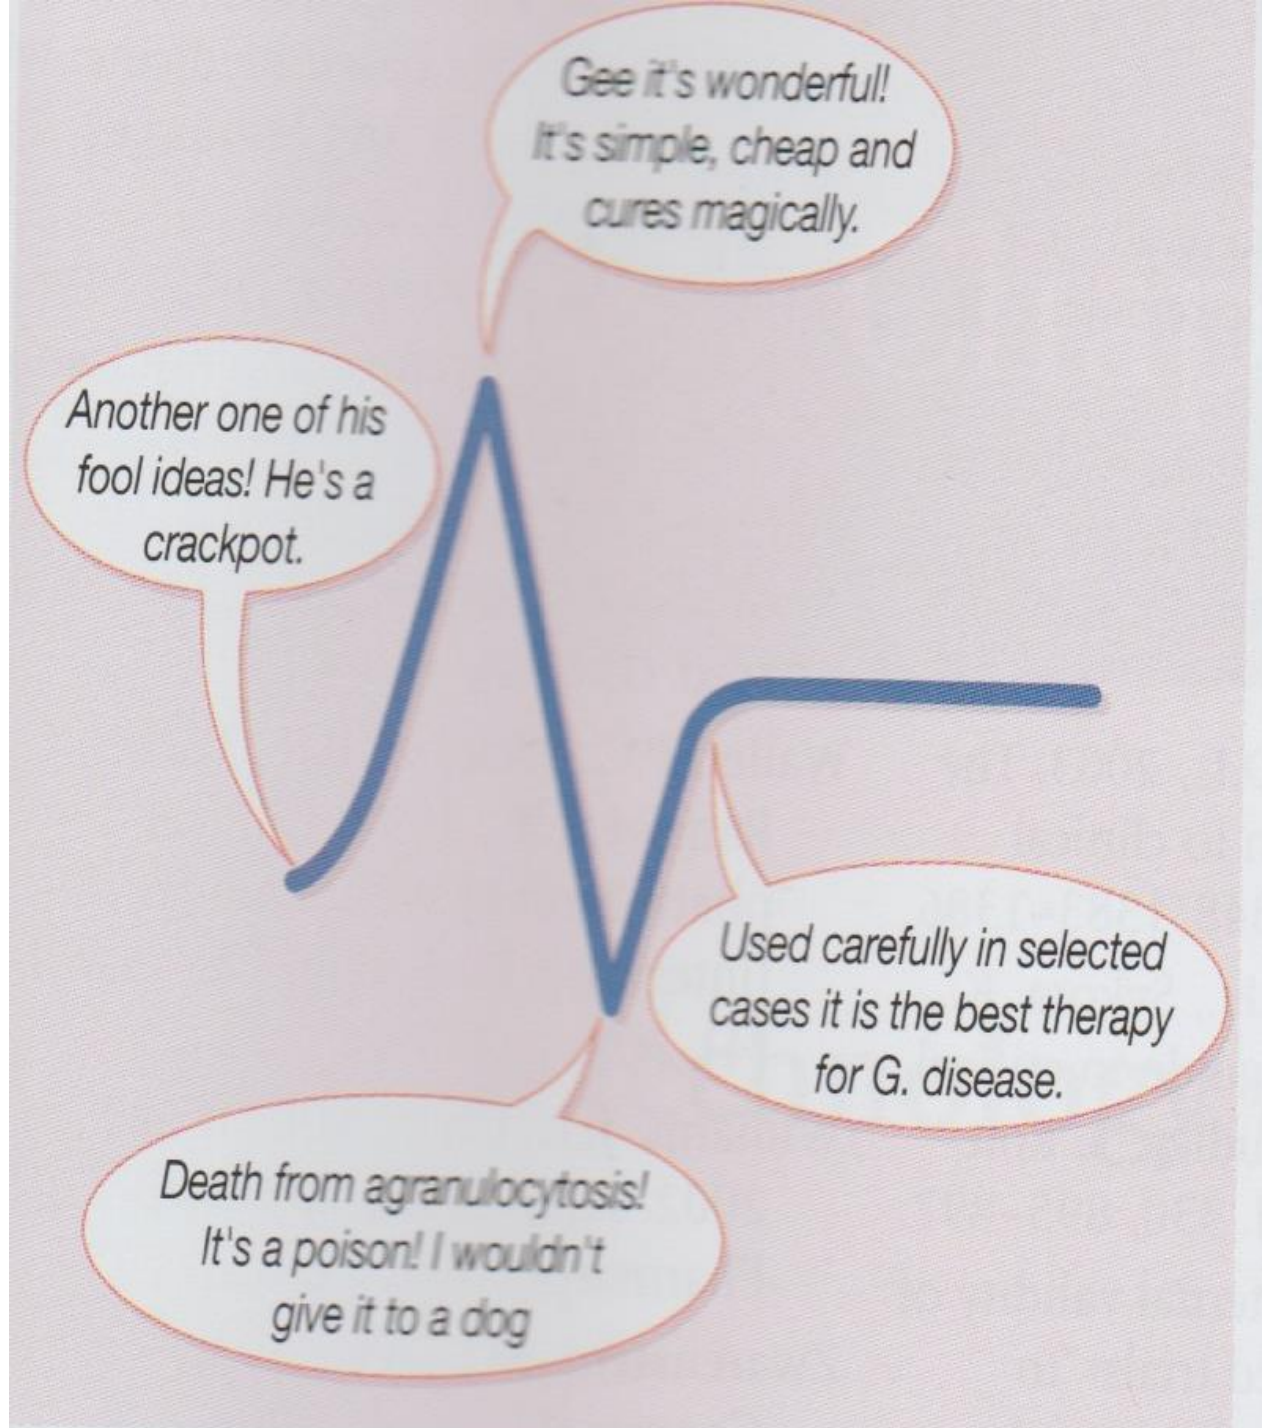 Gee it's wonderful!
It's simple, cheap and
cures magically.
Another one of his
fool ideas! He's a
crackpot.
Used carefully in selected
cases it is the best therapy
for G. disease.
Death from agranulocytosis!
It's a poison! I wouldn't
give it to a dog